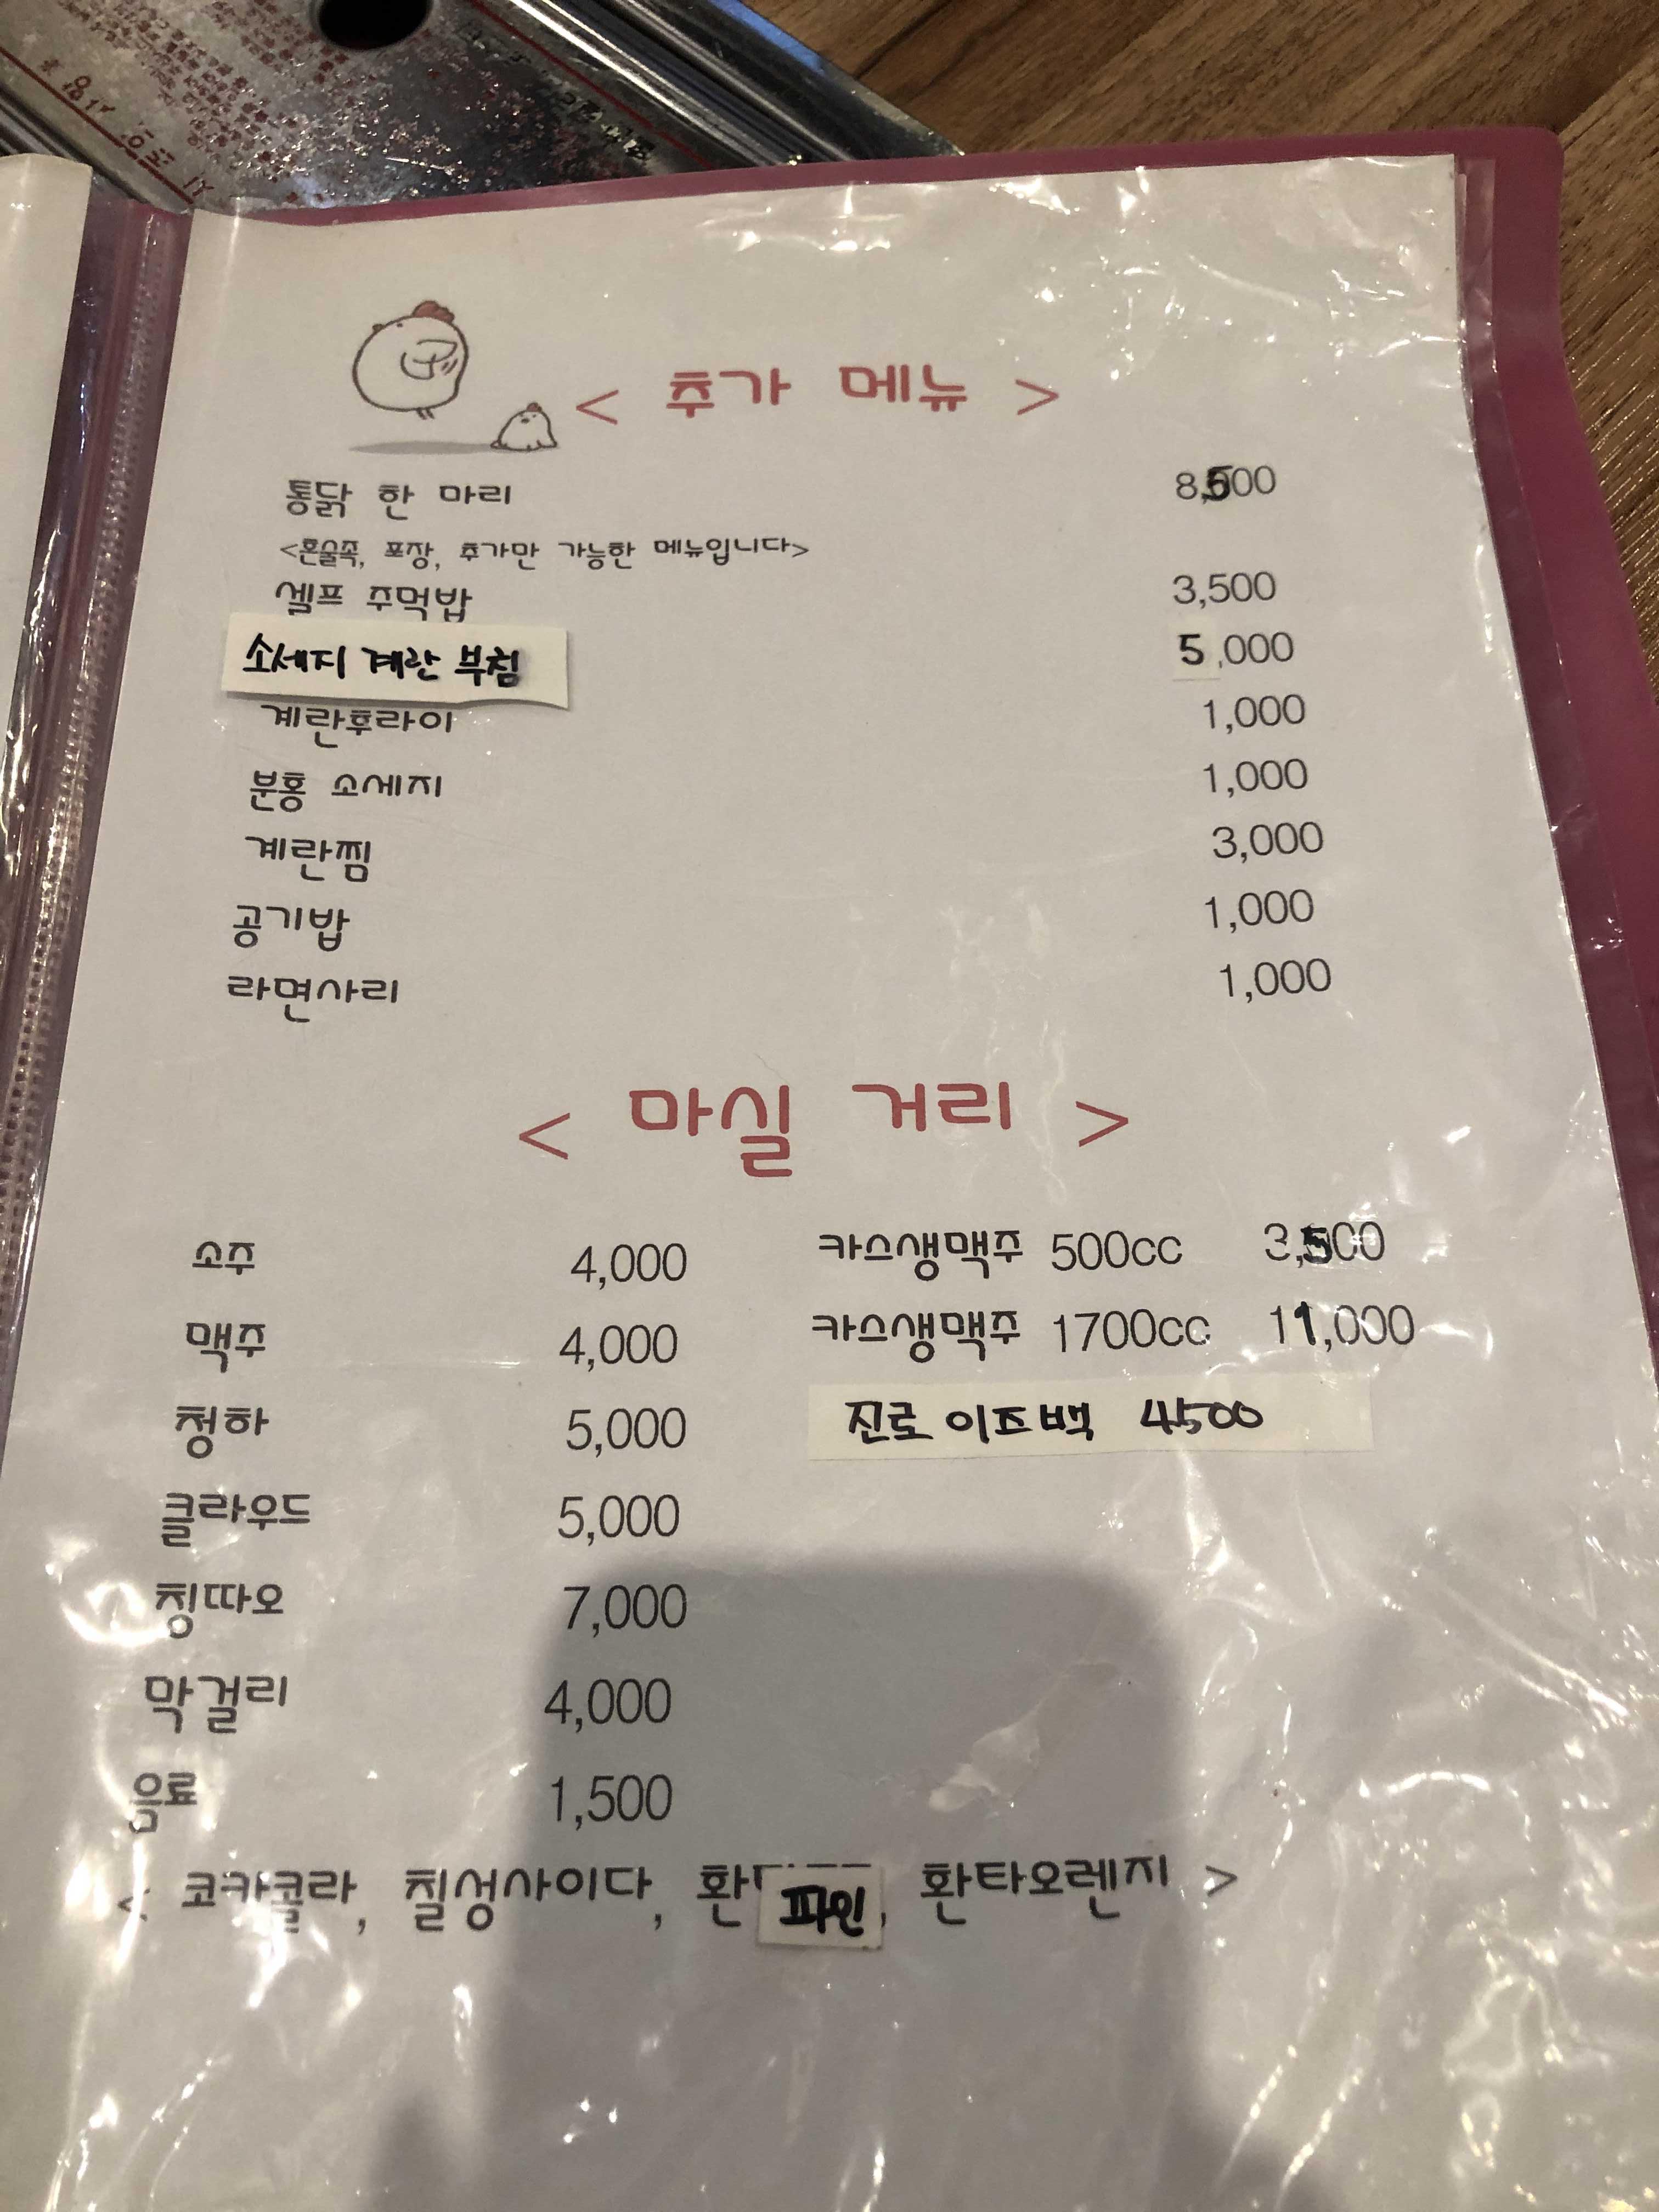 < 추가 메뉴 >
통닭 한 마리 8,500
<혼술족, 포장, 추가만 가능한 메뉴입니다>
셀프 주먹밥 3,500
소세지 계란 부침 5,000
계란후라이 1,000
분홍 소세지 1,000
계란찜 3,000
공기밥 1,000
라면사리 1,000
< 마실 거리 >
소주 4,000 카스생맥주 500cc 3,500
맥주 4,000 카스생맥주 1700cc 11,000
청하 5,000 진로 이즈백 4500
클라우드 5,000
칭따오 7,000
막걸리 4,000
음료 1,500
< 코카콜라, 칠성사이다, 환타 파인, 환타오렌지 >